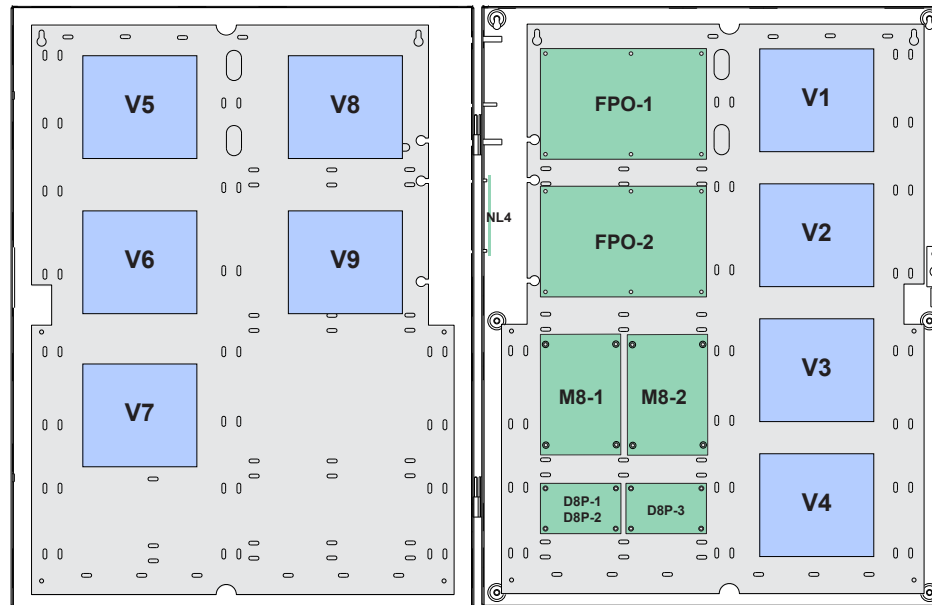 V5
V8
V6
V9
V7
FPO-1
V1
NL4
FPO-2
V2
M8-1
M8-2
V3
D8P-1
D8P-2
D8P-3
V4